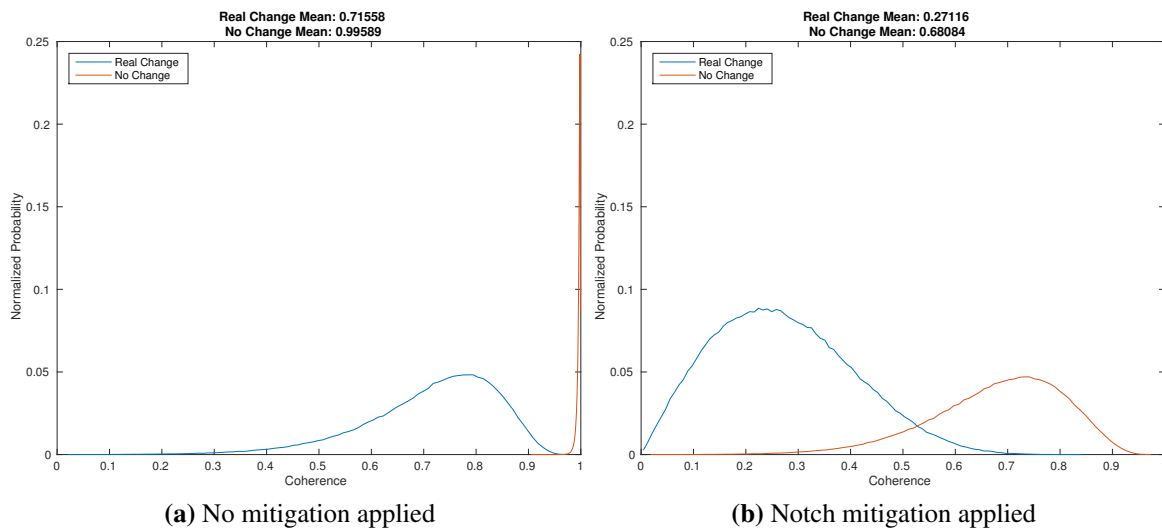 Real Change Mean: 0.71558
No Change Mean: 0.99589
0.25
0.2
0.15
0.1
0.05
0
Normalized Probability
Real Change
No Change
0 0.1 0.2 0.3 0.4 0.5 0.6 0.7 0.8 0.9 1
Coherence
(a) No mitigation applied
Real Change Mean: 0.27116
No Change Mean: 0.68084
0.25
0.2
0.15
0.1
0.05
0
Normalized Probability
Real Change
No Change
0 0.1 0.2 0.3 0.4 0.5 0.6 0.7 0.8 0.9
Coherence
(b) Notch mitigation applied